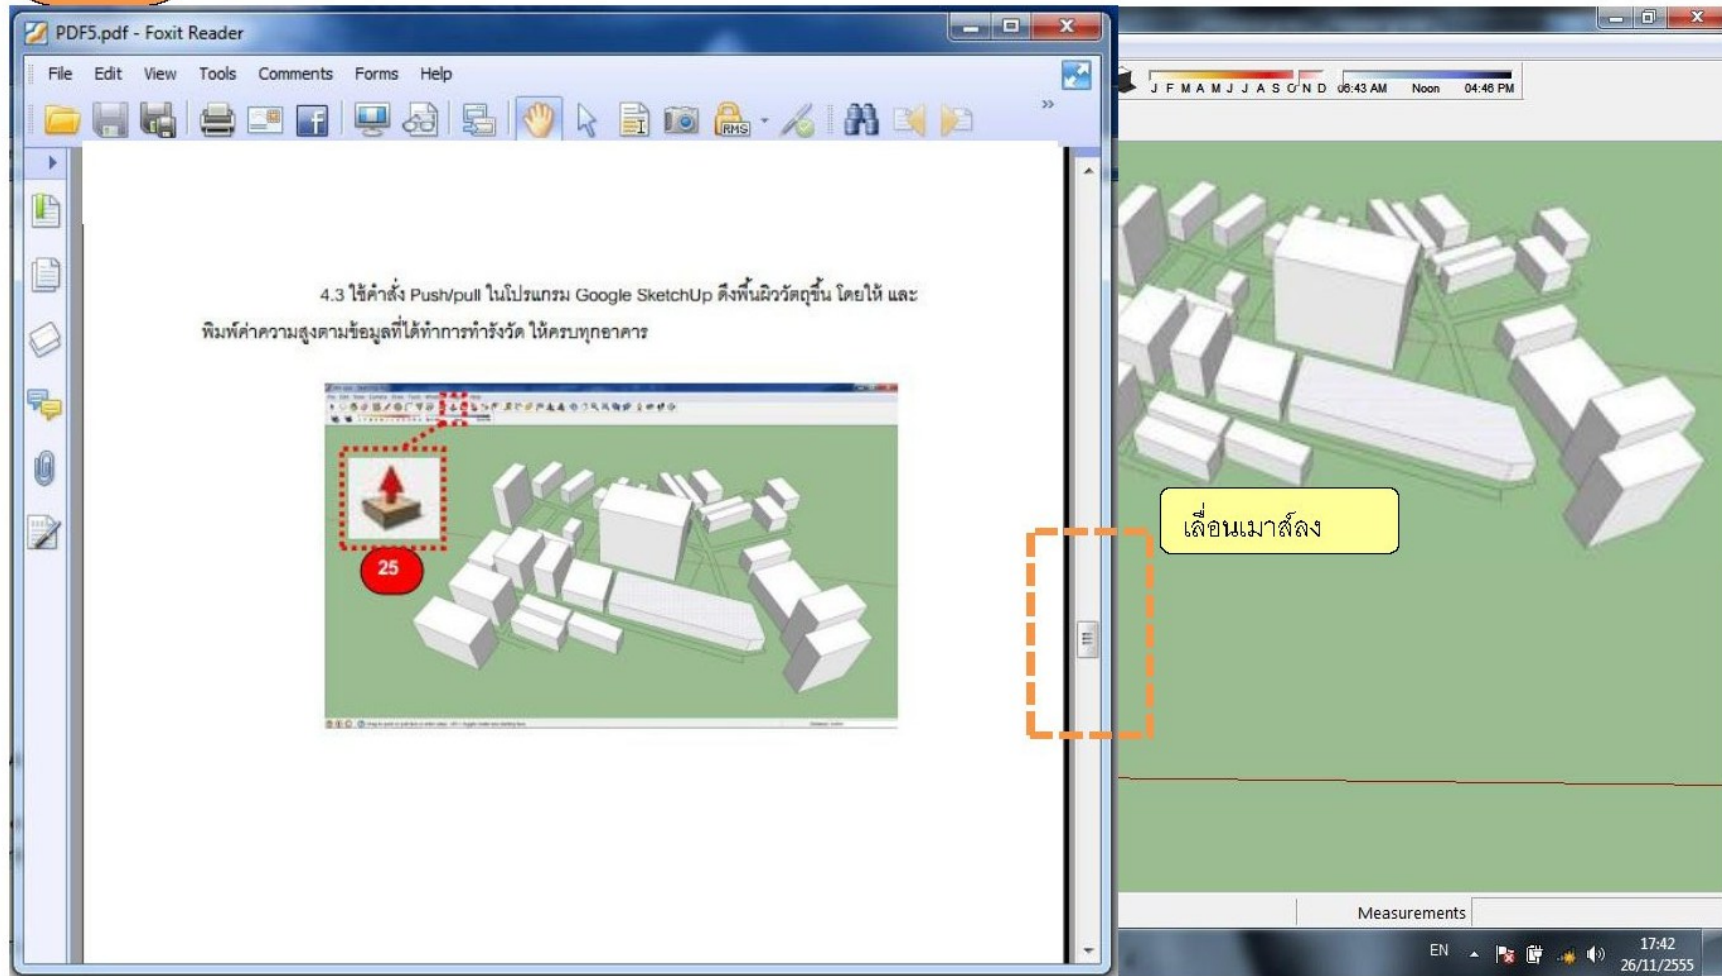 PDF5.pdf - Foxit Reader
File Edit View Tools Comments Forms Help
RMS
J F M A M J J A S O N D 06:43 AM Noon 04:46 PM
4.3 ใช้คำสั่ง Push/pull ในโปรแกรม Google SketchUp ดึงพื้นผิววัตถุขึ้น โดยให้ และ
พิมพ์ค่าความสูงตามข้อมูลที่ได้ทำการทำรังวัด ให้ครบทุกอาคาร
25
เลื่อนเมาส์ลง
Measurements
EN
17:42
26/11/2555